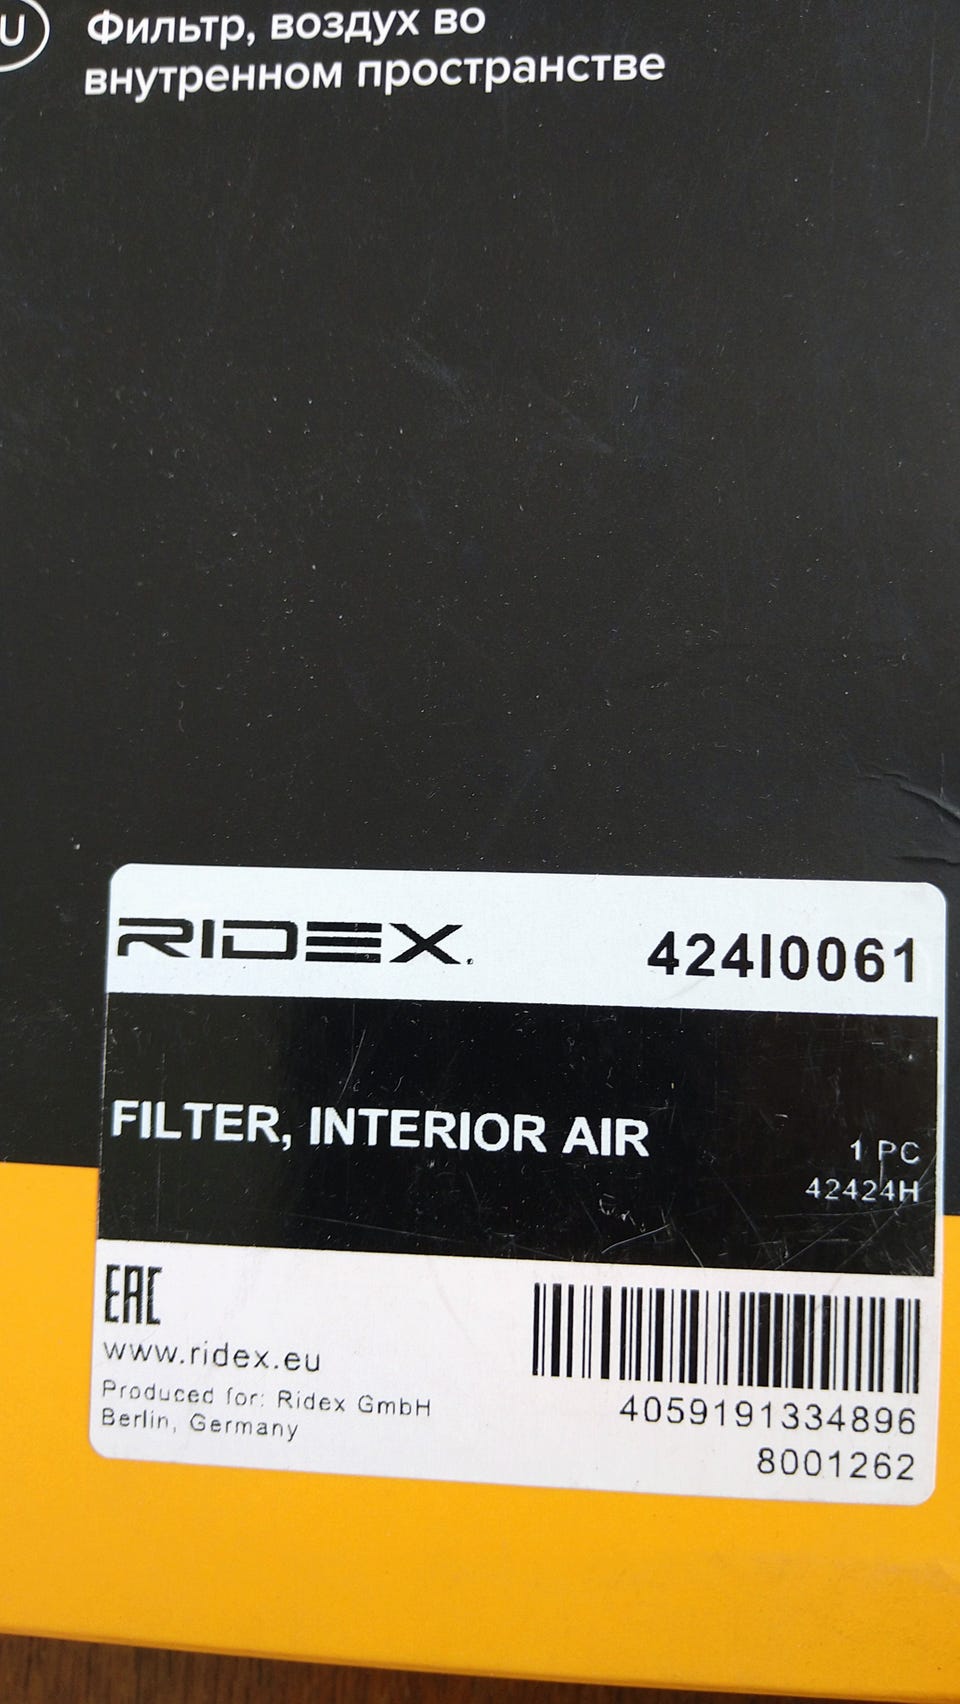 U
Фильтр, воздух во
внутренном пространстве
RIDEX.
424I0061
FILTER, INTERIOR AIR
1 PC
42424H
EAC
www.ridex.eu
Produced for: Ridex GmbH
Berlin, Germany
4059191334896
8001262